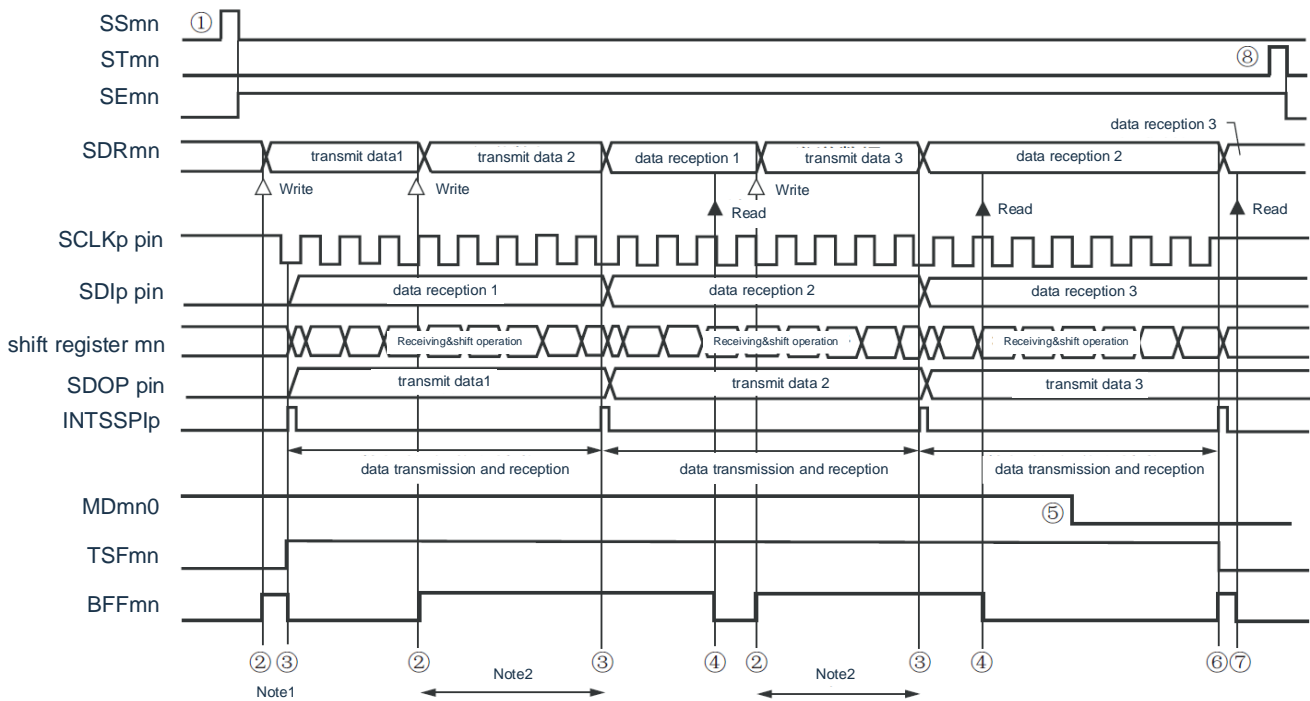 SSmn ①
STmn ⑧
SEmn
data reception 3
SDRmn transmit data1 transmit data 2 data reception 1 transmit data 3 data reception 2
Write Write Read Write Read Read
SCLKp pin
SDIp pin data reception 1 data reception 2 data reception 3
shift register mn Receiving&shift operation Receiving&shift operation Receiving&shift operation
SDOP pin transmit data1 transmit data 2 transmit data 3
INTSSPIp
data transmission and reception data transmission and reception data transmission and reception
MDmn0 ⑤
TSFmn
BFFmn
② ③ ② ③ ④ ② ③ ④ ⑥ ⑦
Note1 Note2 Note2